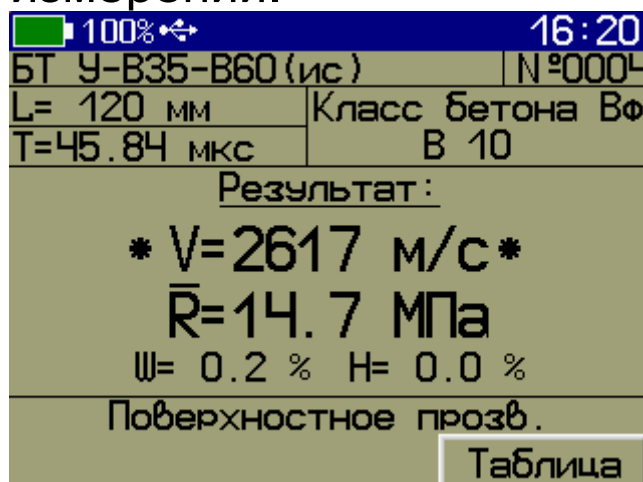 измерений.
100% 16:20
БТ У-В35-В60(ис) №0004
L= 120 мм
Класс бетона Вф
T=45.84 мкс
В 10
Результат:
* V=2617 м/с*
R̅=14.7 МПа
W= 0.2 % H= 0.0 %
Поверхностное прозв.
Таблица